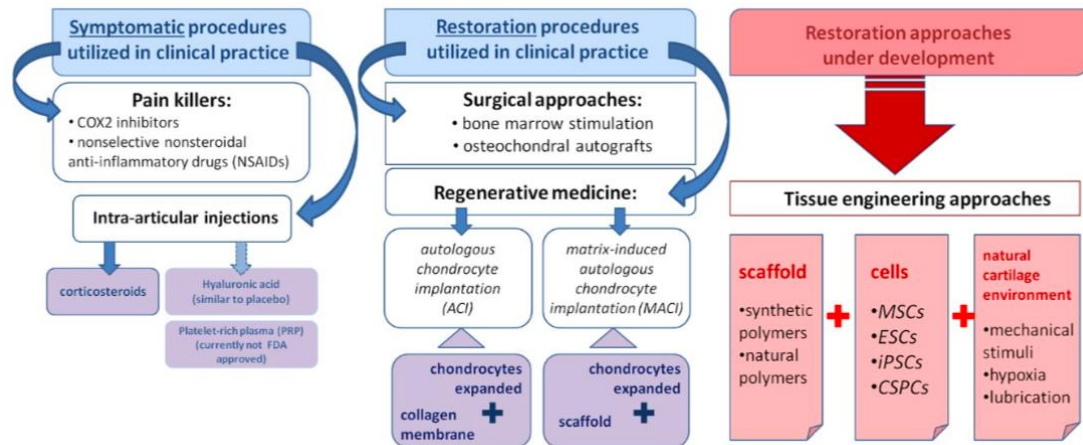 Symptomatic procedures
utilized in clinical practice
Pain killers:
• COX2 inhibitors
• nonselective nonsteroidal
anti-inflammatory drugs (NSAIDs)
Intra-articular injections
corticosteroids
Hyaluronic acid
(similar to placebo)
Platelet-rich plasma (PRP)
(currently not FDA
approved)
Restoration procedures
utilized in clinical practice
Surgical approaches:
• bone marrow stimulation
• osteochondral autografts
Regenerative medicine:
autologous
chondrocyte
implantation
(ACI)
matrix-induced
autologous
chondrocyte
implantation (MACI)
chondrocytes
expanded
+
collagen
membrane
chondrocytes
expanded
+
scaffold
Restoration approaches
under development
Tissue engineering approaches
scaffold
•synthetic
polymers
•natural
polymers
+
cells
•MSCs
•ESCs
•iPSCs
•CSPCs
+
natural
cartilage
environment
•mechanical
stimuli
•hypoxia
•lubrication